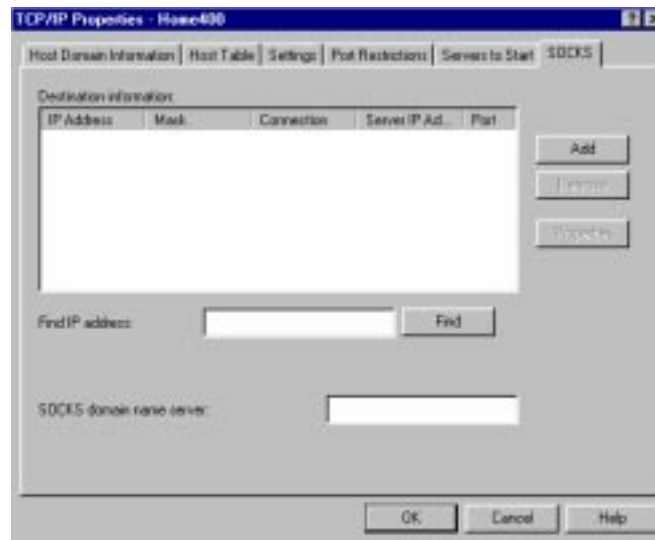 TCP/IP Properties - Home400
Host Domain Information Host Table Settings Port Restrictions Servers to Start SOCKS
Destination information:
IP Address Mask Connection Server IP Ad... Port
Add
Remove
Properties
Find IP address: Find
SOCKS domain name server:
OK Cancel Help